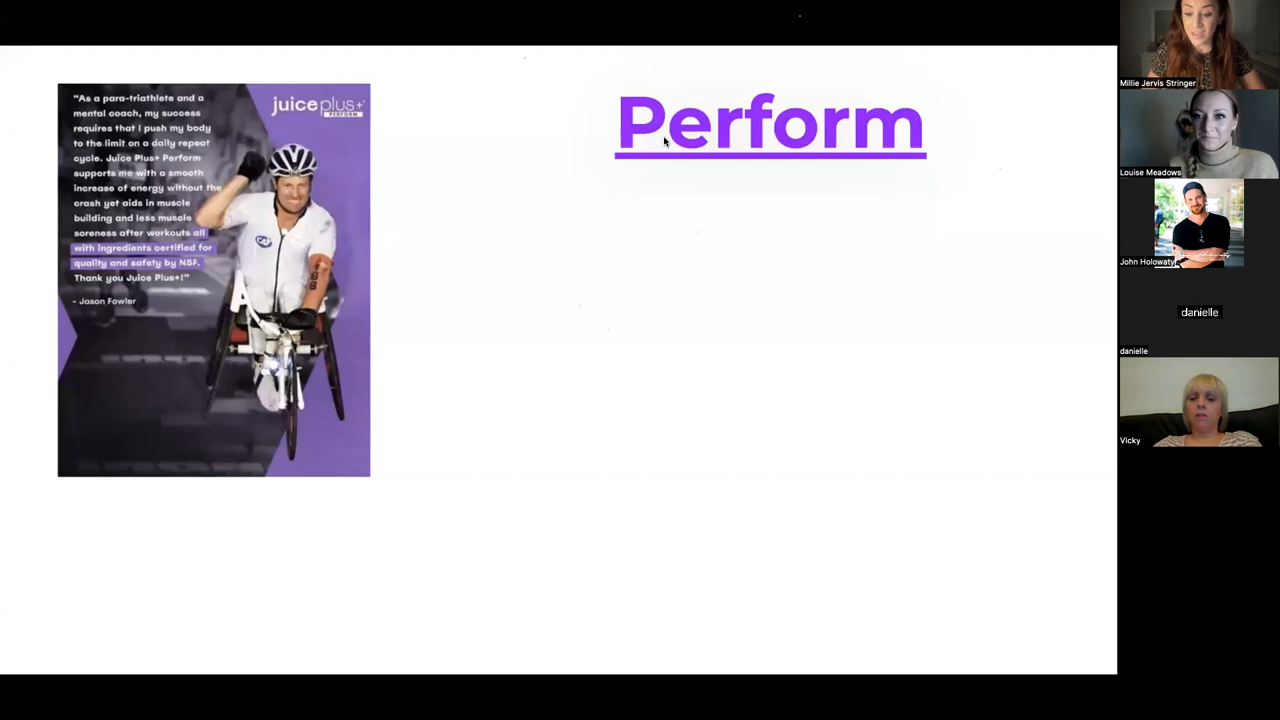 "As a para-triathlete and a
mental coach, my success
requires that I push my body
to the limit on a daily repeat
cycle. Juice Plus+ Perform
supports me with a smooth
increase of energy without the
crash yet aids in muscle
building and less muscle
soreness after workouts all
with ingredients certified for
quality and safety by NSF.
Thank you Juice Plus+!"
- Jason Fowler
juice plus+
PERFORM
CAF
Perform
Millie Jervis Stringer
Louise Meadows
John Holowaty
danielle
danielle
Vicky